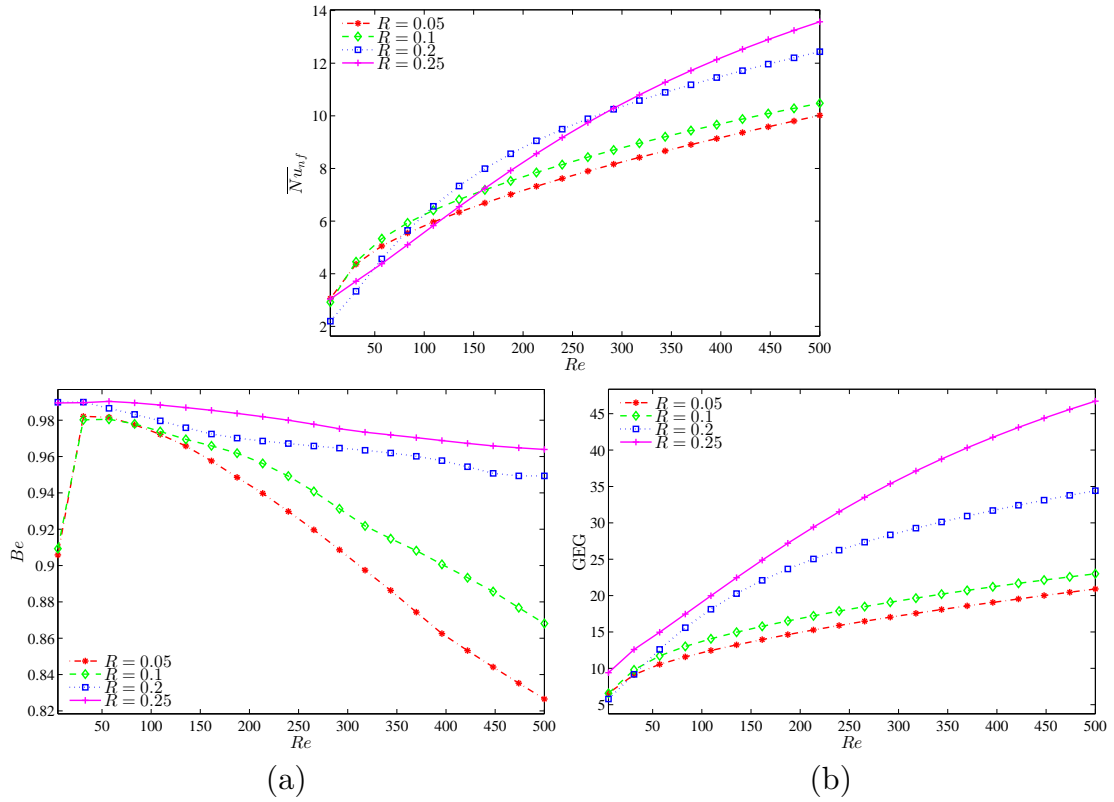 14
12
10
8
6
4
2
50 100 150 200 250 300 350 400 450 500
R = 0.05
R = 0.1
R = 0.2
R = 0.25
Nu_{nf}
Re
0.98
0.96
0.94
0.92
0.9
0.88
0.86
0.84
0.82
50 100 150 200 250 300 350 400 450 500
R = 0.05
R = 0.1
R = 0.2
R = 0.25
Be
Re
(a)
45
40
35
30
25
20
15
10
5
50 100 150 200 250 300 350 400 450 500
R = 0.05
R = 0.1
R = 0.2
R = 0.25
GEG
Re
(b)